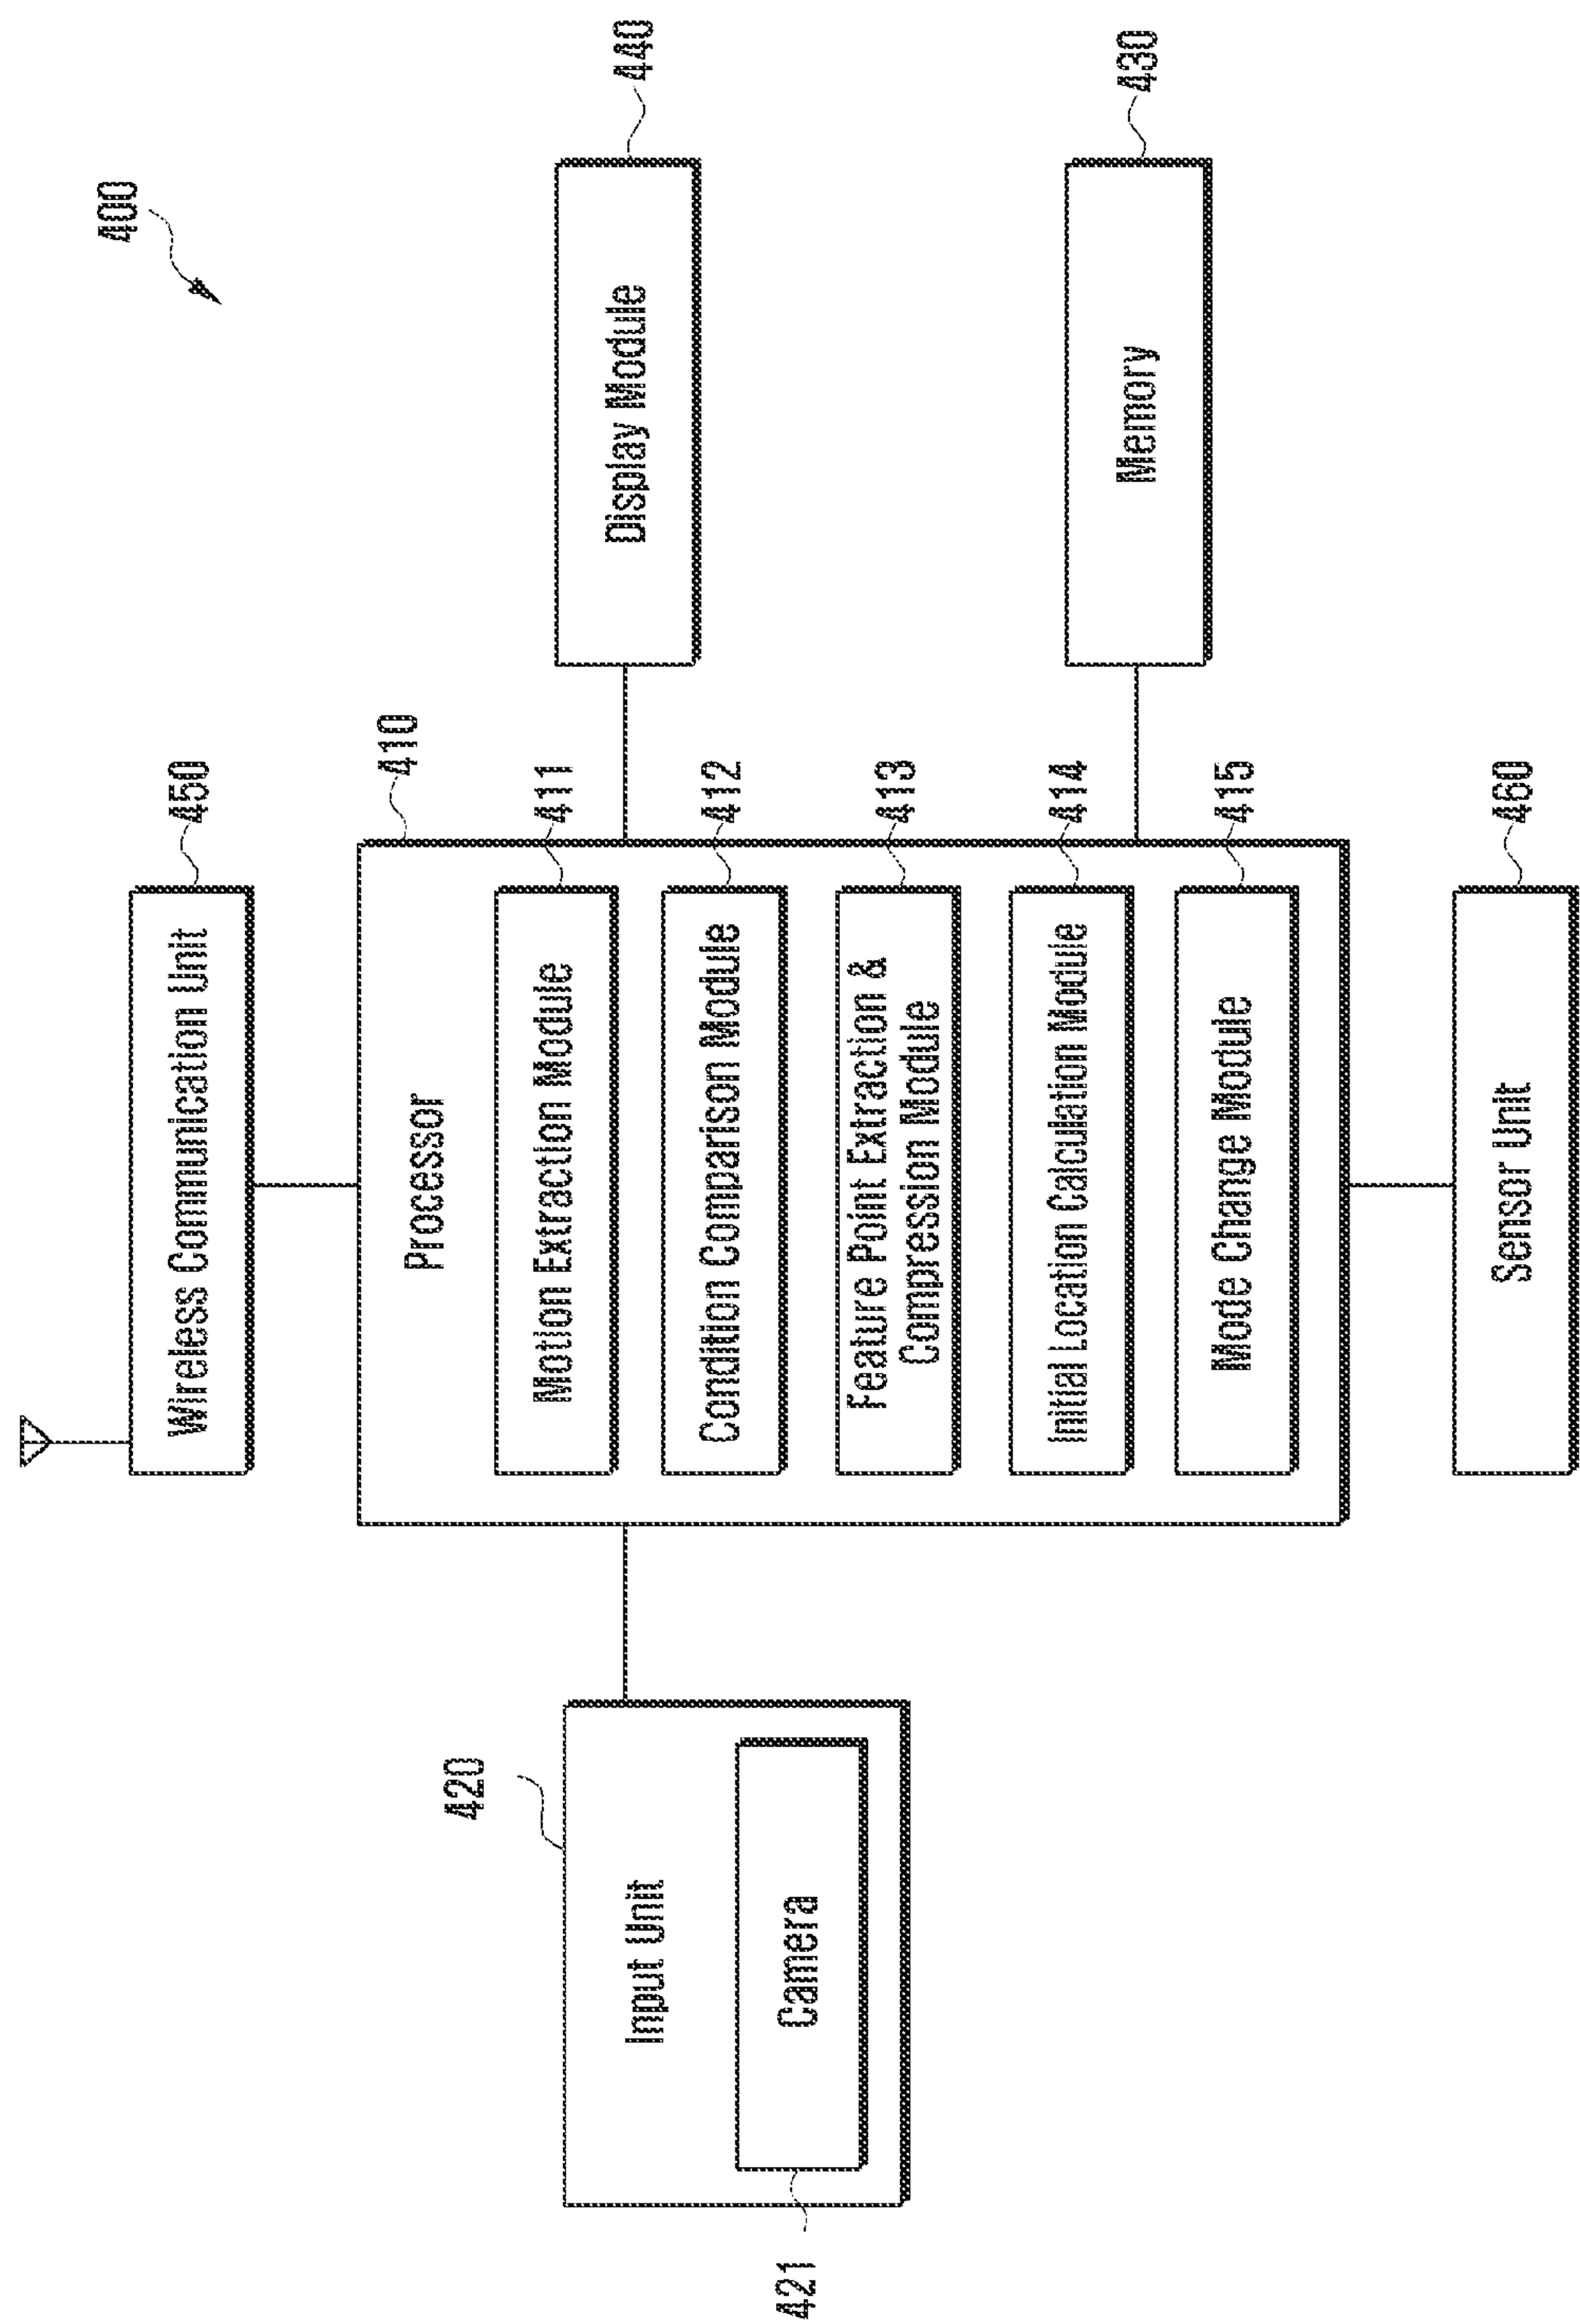 400
450
Wireless Communication Unit
410
Processor
411
Motion Extraction Module
412
Condition Comparison Module
413
Feature Point Extraction &
Compression Module
414
Initial Location Calculation Module
415
Mode Change Module
420
Input Unit
Camera
421
440
Display Module
430
Memory
460
Sensor Unit